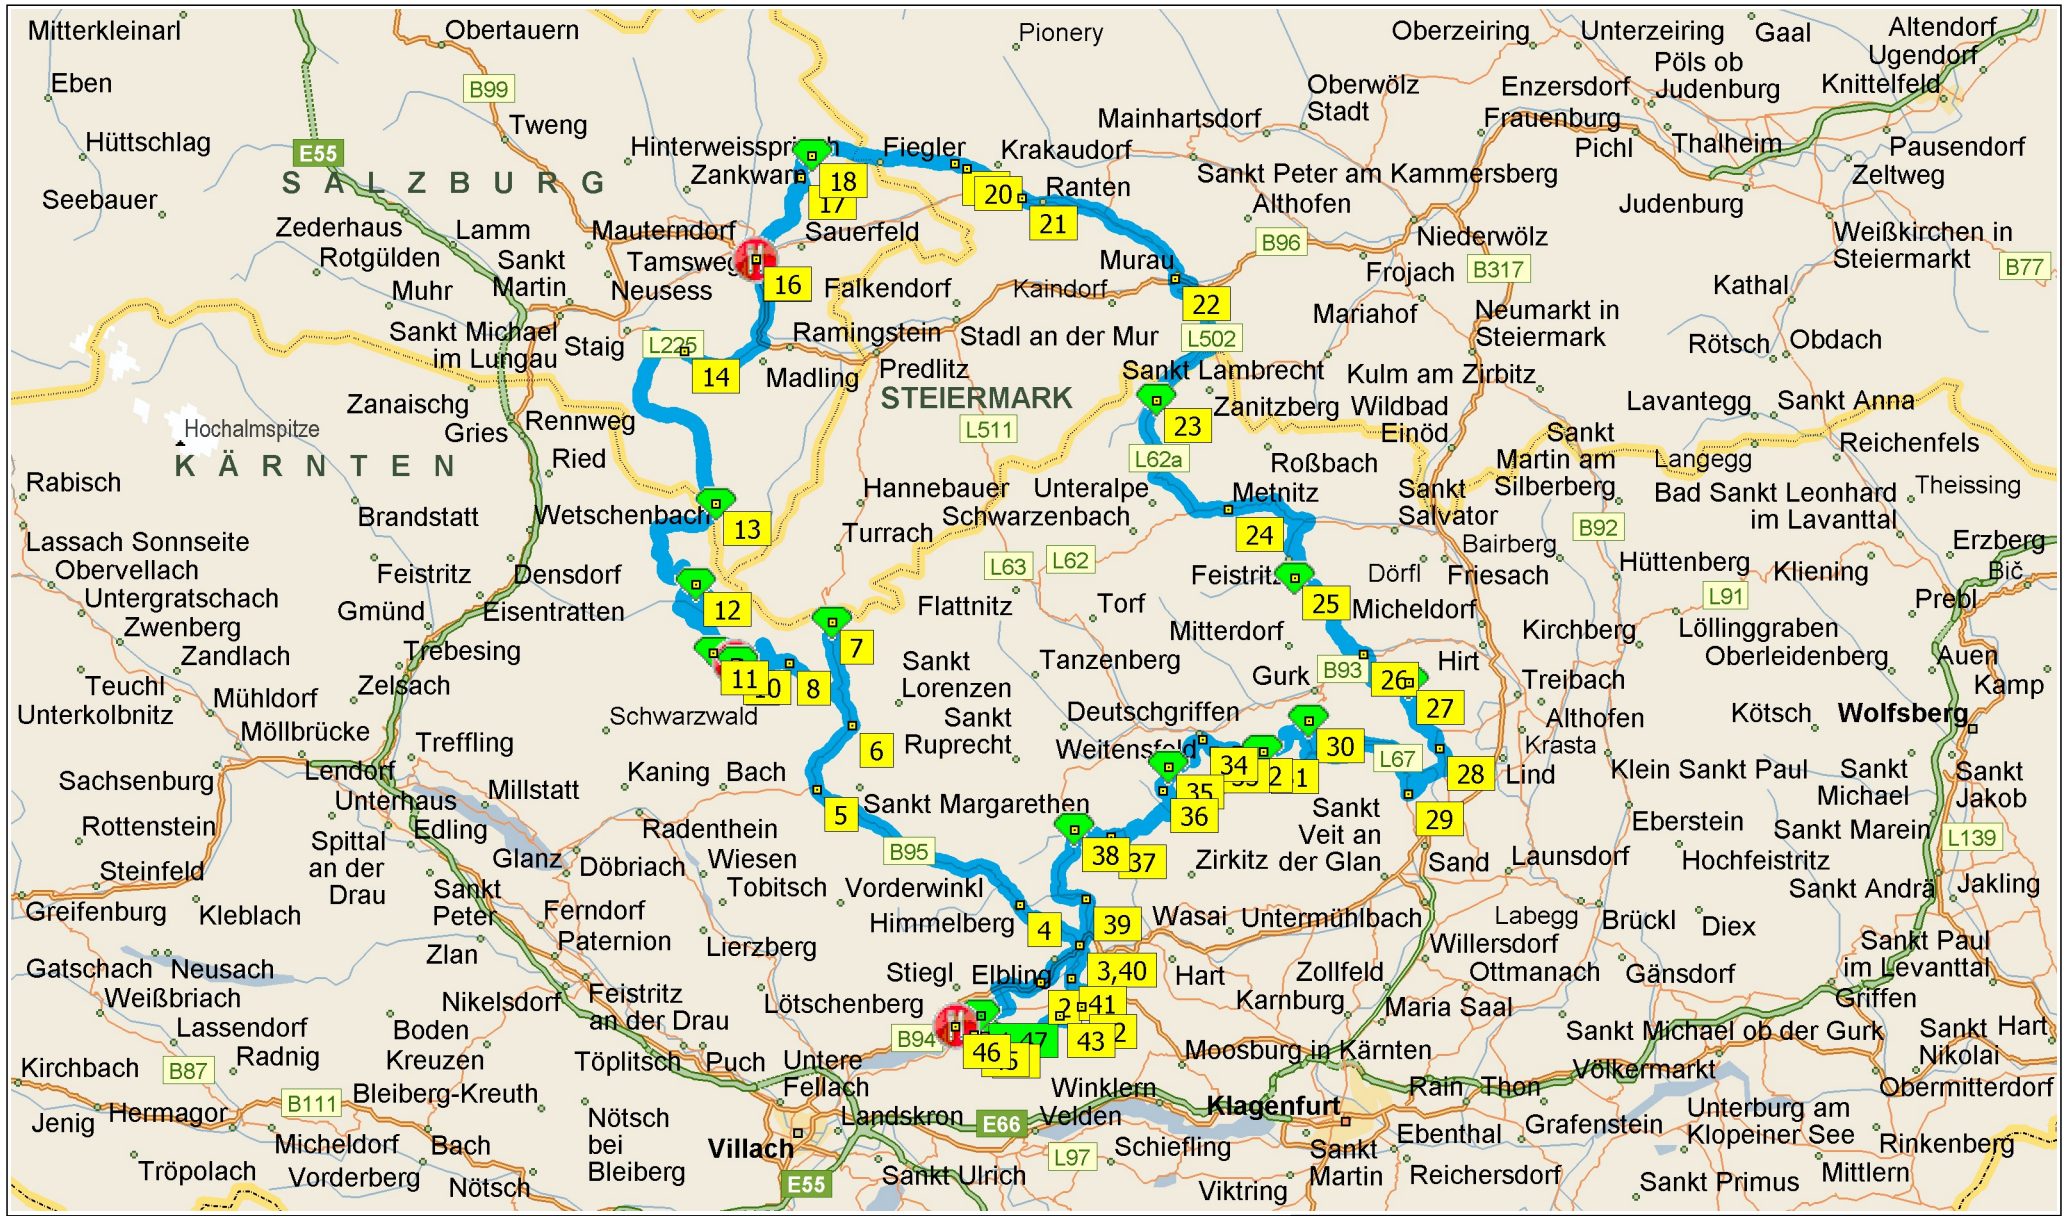 Mitterkleinarl
Obertauern
Pionery
Oberzeiring
Unterzeiring
Gaal
Altendorf
Ugendorf
Eben
B99
Oberwölz
Stadt
Enzersdorf
Pöls ob
Judenburg
Knittelfeld
Hüttschlag
Tweng
Mainhartsdorf
Frauenburg
Pichl
Thalheim
Pausendorf
E55
Hinterweisspriach
Fiegler
Krakaudorf
Sankt Peter am Kammersberg
Zeltweg
SALZBURG
Zankwarn
18
17
20
Ranten
21
Althofen
Judenburg
Seebauer
Zederhaus
Lamm
Mauterndorf
Sauerfeld
B96
Niederwölz
Weißkirchen in
Steiermarkt
Rotgülden
Sankt
Martin
Tamsweg
16
Murau
Frojach
B317
B77
Muhr
Neusess
Falkendorf
Kaindorf
22
Mariahof
Kathal
Sankt Michael
im Lungau
Staig
L225
14
Ramingstein
Stadl an der Mur
L502
Neumarkt in
Steiermark
Rötsch
Obdach
Madling
Predlitz
Sankt Lambrecht
Kulm am Zirbitz
Zanaischg
STEIERMARK
23
Zanitzberg
Wildbad
Einöd
Lavantegg
Sankt Anna
Hochalmspitze
Gries
Rennweg
L511
L62a
Sankt
Martin am
Silberberg
Reichenfels
KÄRNTEN
Ried
Roßbach
Langegg
Rabisch
Hannebauer
Unteralpe
Metnitz
Sankt
Salvator
Bad Sankt Leonhard
im Lavanttal
Theissing
Brandstatt
Wetschenbach
13
Schwarzenbach
24
B92
Lassach Sonnseite
Turrach
Bairberg
Erzberg
Obervellach
Feistritz
Densdorf
L63
L62
Feistritz
Dörfl
Friesach
Hüttenberg
Kliening
Bič
Untergratschach
Gmünd
Eisentratten
12
Flattnitz
Torf
25
Micheldorf
L91
Prebl
Zwenberg
7
Mitterdorf
Kirchberg
Löllinggraben
Zandlach
Trebesing
Sankt
Lorenzen
Tanzenberg
Gurk
B93
26
Hirt
Oberleidenberg
Auen
Teuchl
Mühldorf
Zelsach
11
10
8
Treibach
Kamp
Unterkolbnitz
Schwarzwald
Sankt
Ruprecht
Deutschgriffen
27
Althofen
Kötsch
Wolfsberg
Möllbrücke
Treffling
6
Weitensfeld
34
30
L67
28
Krasta
Sachsenburg
Lendorf
Kaning
Bach
Lind
Klein Sankt Paul
Sankt
Michael
Sankt
Jakob
Unterhaus
Millstatt
5
Sankt Margarethen
35
36
Sankt
Veit an
der Glan
29
Rottenstein
Edling
Radenthein
Eberstein
Sankt Marein
L139
Spittal
an der
Drau
Glanz
Döbriach
Wiesen
B95
38
37
Zirkitz
Sand
Launsdorf
Hochfeistritz
Steinfeld
Tobitsch
Vorderwinkl
Sankt Andrä
Jakling
Greifenburg
Kleblach
Sankt
Peter
Ferndorf
Himmelberg
4
39
Wasai
Untermühlbach
Labegg
Brückl
Diex
Zlan
Paternion
Lierzberg
Willersdorf
Sankt Paul
im Levanttal
Gatschach
Neusach
Stiegl
Elbling
3,40
Hart
Zollfeld
Ottmanach
Gänsdorf
Weißbriach
Nikelsdorf
Feistritz
an der Drau
Lötschenberg
2
41
Karnburg
Maria Saal
Griffen
Lassendorf
Boden
B94
47
46
43
Sankt Michael ob der Gurk
Sankt
Nikolai
Hart
Radnig
Kreuzen
Töplitsch
Puch
Untere
Fellach
Moosburg in Kärnten
Völkermarkt
Kirchbach
B87
Obermitterdorf
B111
Bleiberg-Kreuth
Winklern
Rain
Thon
Jenig
Hermagor
Nötsch
bei
Bleiberg
Landskron
E66
Velden
Klagenfurt
Grafenstein
Unterburg am
Klopeiner See
Micheldorf
Bach
Villach
Schiefling
Sankt
Martin
Ebenthal
Rinkenberg
Tröpolach
Vorderberg
Nötsch
E55
Sankt Ulrich
L97
Viktring
Reichersdorf
Sankt Primus
Mittlern